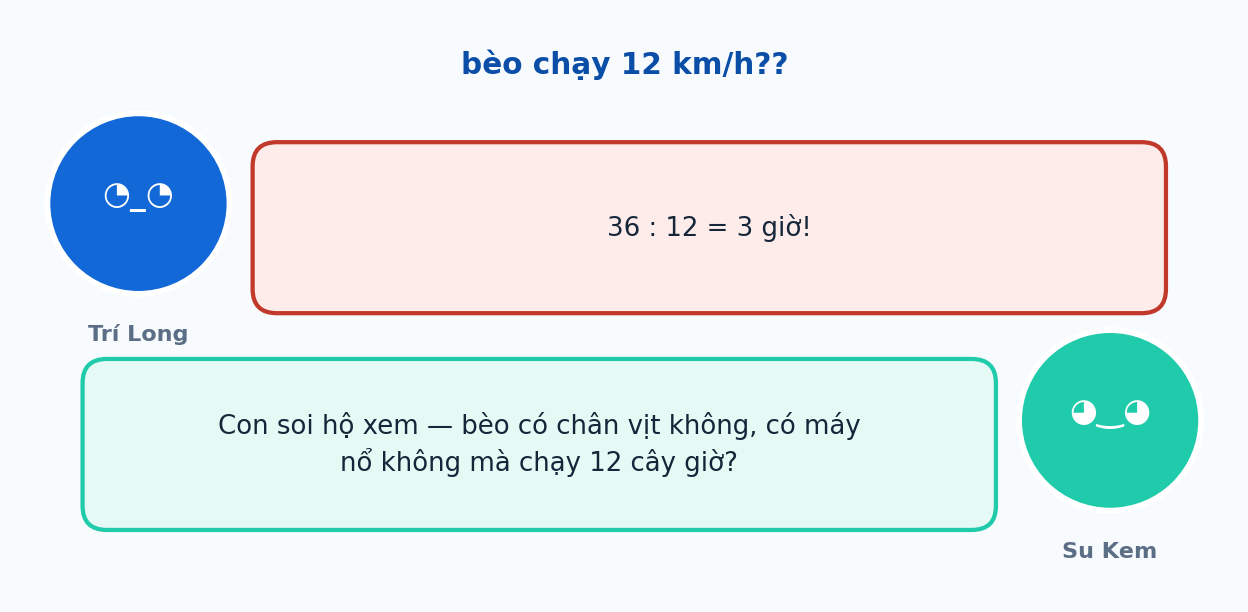 bèo chạy 12 km/h??
36 : 12 = 3 giờ!
Trí Long
Con soi hộ xem — bèo có chân vịt không, có máy
nổ không mà chạy 12 cây giờ?
Su Kem